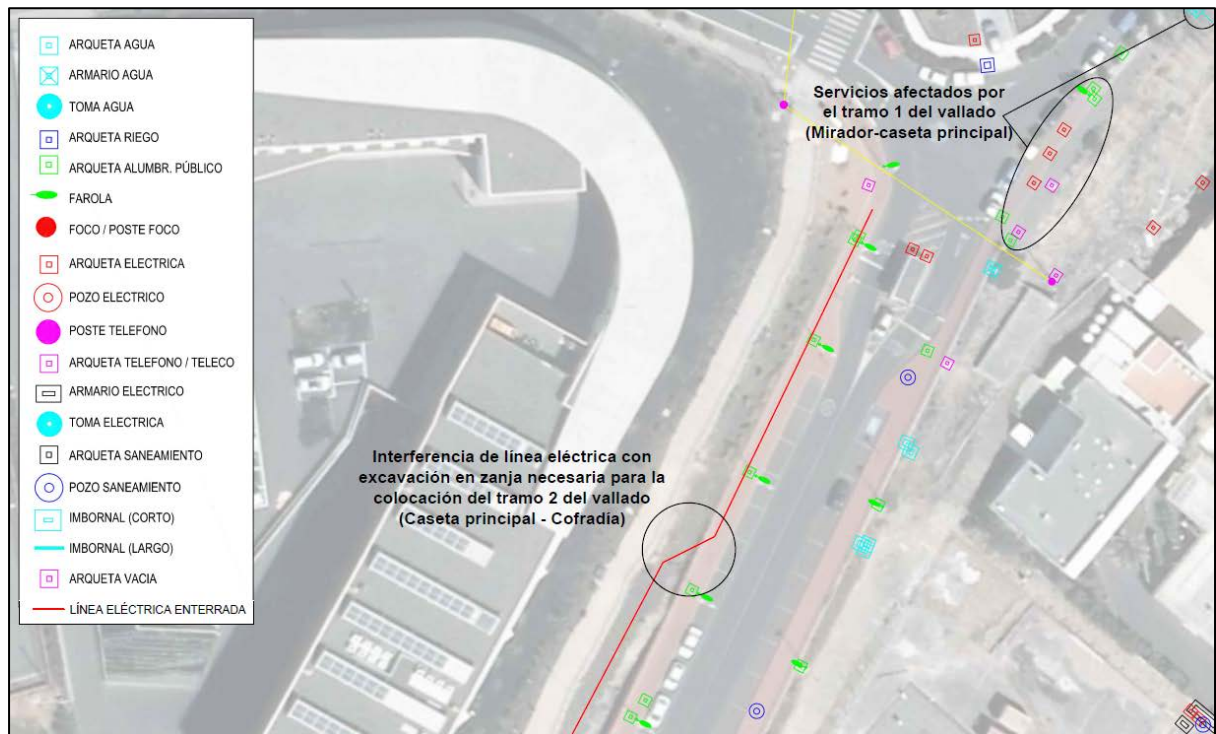 ARQUETA AGUA
ARMARIO AGUA
TOMA AGUA
ARQUETA RIEGO
ARQUETA ALUMBR. PÚBLICO
FAROLA
FOCO / POSTE FOCO
ARQUETA ELECTRICA
POZO ELECTRICO
POSTE TELEFONO
ARQUETA TELEFONO / TELECO
ARMARIO ELECTRICO
TOMA ELECTRICA
ARQUETA SANEAMIENTO
POZO SANEAMIENTO
IMBORNAL (CORTO)
IMBORNAL (LARGO)
ARQUETA VACIA
LÍNEA ELÉCTRICA ENTERRADA
Servicios afectados por
el tramo 1 del vallado
(Mirador-caseta principal)
Interferencia de línea eléctrica con
excavación en zanja necesaria para la
colocación del tramo 2 del vallado
(Caseta principal - Cofradía)